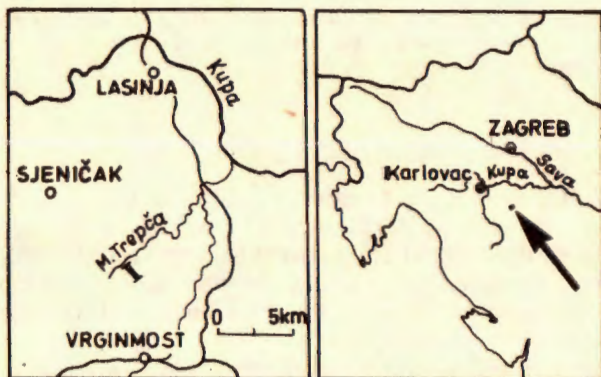 LASINJA
Kupa
SJENIČAK
M. Trepča
I
0 5km
VRGINMOST
ZAGREB
Sava
Karlovac
Kupa